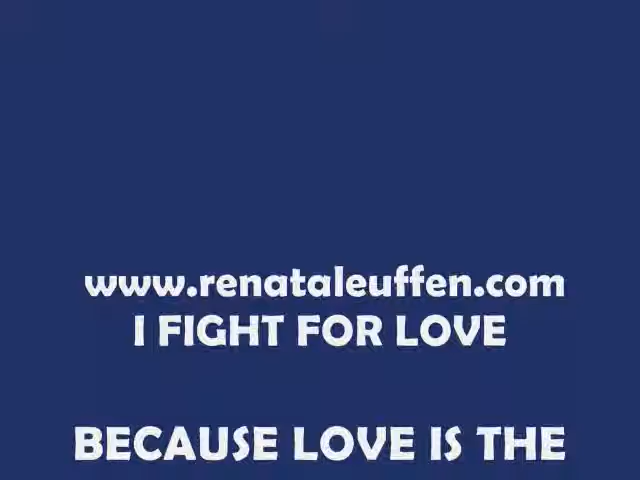 www.renataleuffen.com
I FIGHT FOR LOVE
BECAUSE LOVE IS THE